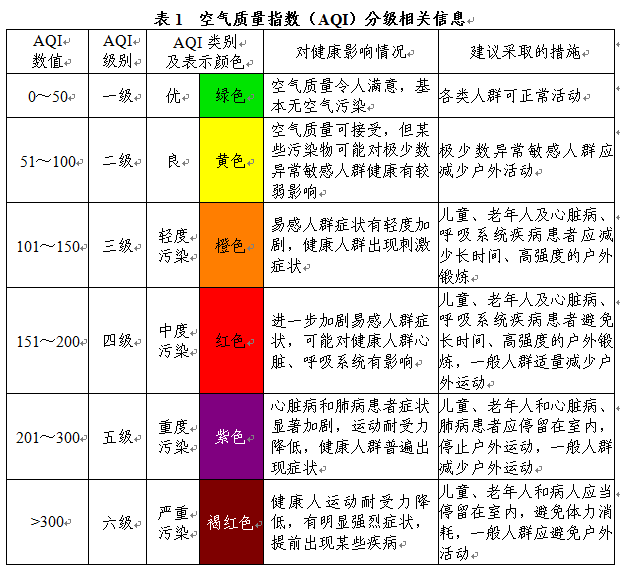 表 1 空气质量指数（AQI）分级相关信息
AQI
数值
AQI
级别
AQI 类别
及表示颜色
对健康影响情况
建议采取的措施
0～50
一级
优
绿色
空气质量令人满意，基
本无空气污染
各类人群可正常活动
51～100
二级
良
黄色
空气质量可接受，但某
些污染物可能对极少数
异常敏感人群健康有较
弱影响
极少数异常敏感人群应
减少户外活动
101～150
三级
轻度
污染
橙色
易感人群症状有轻度加
剧，健康人群出现刺激
症状
儿童、老年人及心脏病、
呼吸系统疾病患者应减
少长时间、高强度的户外
锻炼
151～200
四级
中度
污染
红色
进一步加剧易感人群症
状，可能对健康人群心
脏、呼吸系统有影响
儿童、老年人及心脏病、
呼吸系统疾病患者避免
长时间、高强度的户外锻
炼，一般人群适量减少户
外运动
201～300
五级
重度
污染
紫色
心脏病和肺病患者症状
显著加剧，运动耐受力
降低，健康人群普遍出
现症状
儿童、老年人和心脏病、
肺病患者应停留在室内，
停止户外运动，一般人群
减少户外运动
>300
六级
严重
污染
褐红色
健康人运动耐受力降
低，有明显强烈症状，
提前出现某些疾病
儿童、老年人和病人应当
停留在室内，避免体力消
耗，一般人群应避免户外
活动